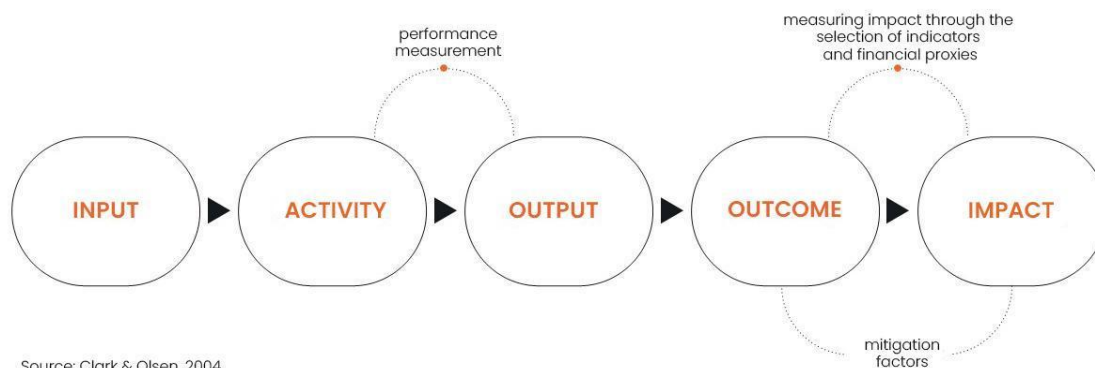 performance
measurement
measuring impact through the
selection of indicators
and financial proxies
INPUT
ACTIVITY
OUTPUT
OUTCOME
IMPACT
mitigation
factors
Source: Clark & Olsen, 2004